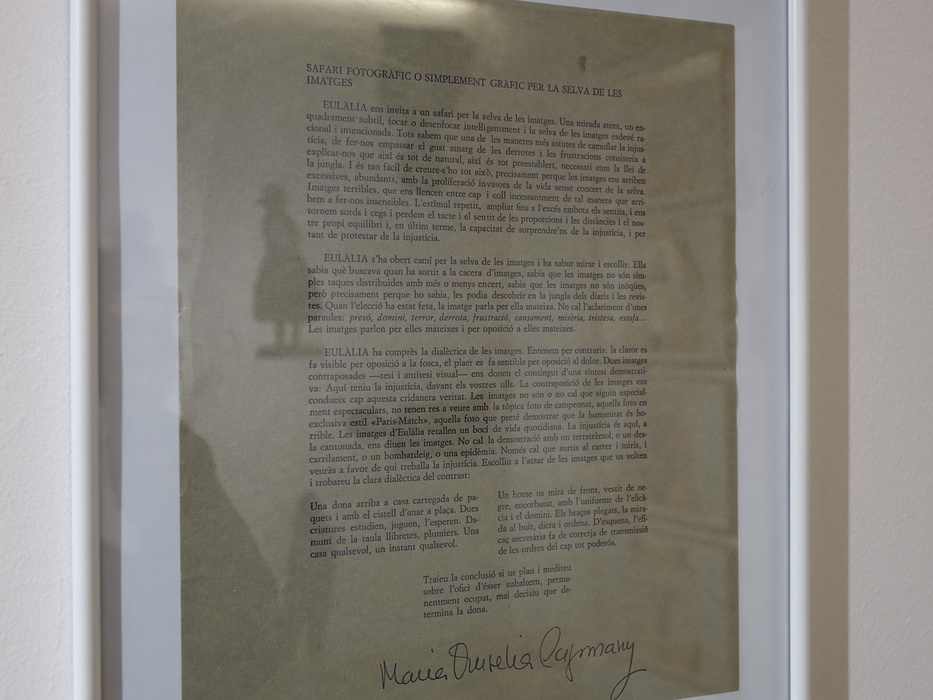 SAFARI FOTOGRÀFIC O SIMPLEMENT GRÀFIC PER LA SELVA DE LES
IMATGES
EULÀLIA ens invita a un safari per la selva de les imatges. Una mirada atent, un en-
quadrament subtil, focar o desenfocar intel·ligentment i la selva de les imatges esdevé ra-
cional i intencionada. Tots sabem que una de les maneres més astutes de camuflar la injus-
tícia, de fer-nos empassar el gust amarg de les derrotes i les frustracions consisteix a
explicar-nos que així és tot de natural, així és tot preestablert, necessari com la llei de
la jungla. I és tan fàcil de creure-s'ho tot això, precisament perque les imatges ens arriben
excessives, abundants, amb la proliferació invasora de la vida sense concert de la selva.
Imatges terribles, que ens llencen entre cap i coll incessantment de tal manera que arri-
bem a fer-nos insensibles. L'estímul repetit, ampliat fins a l'excés embota els sentits, i ens
tornem sords i cegs i perdem el tacte i el sentit de les proporcions i les distàncies i el nos-
tre propi equilibri i, en últim terme, la capacitat de sorprendre'ns de la injustícia, i per
tant de protestar de la injustícia.
EULÀLIA s'ha obert camí per la selva de les imatges i ha sabut mirar i escollir. Ella
sabia què buscava quan ha sortit a la cacera d'imatges, sabia que les imatges no són sim-
ples taques distribuides amb més o menys encert, sabia que les imatges no són inòqües,
però precisament perque ho sabia, les podia descobrir en la jungla dels diaris i les revis-
tes. Quan l'elecció ha estat feta, la imatge parla per ella mateixa. No cal l'aclariment d'unes
paraules: presó, domini, terror, derrota, frustració, cansament, misèria, tristesa, estafa...
Les imatges parlen per elles mateixes i per oposició a elles mateixes.
EULÀLIA ha comprès la dialèctica de les imatges. Entenem per contraris: la claror es
fa visible per oposició a la fosca, el plaer es fa sentible per oposició al dolor. Dues imatges
contraposades —tesi i antítesi visual— ens donen el contingut d'una síntesi demostrati-
va: Aquí teniu la injustícia, davant els vostres ulls. La contraposició de les imatges ens
condueix cap aquesta cridanera veritat. Les imatges no son o no cal que siguin especial-
ment espectaculars, no tenen res a veure amb la tòpica foto de campeonat, aquella foto en
exclusiva estil «Paris-Match», aquella foto que preté demostrar que la humanitat és ho-
rrible. Les imatges d'Eulàlia retallen un bocí de vida quotidiana. La injustícia és aquí, a
la cantonada, ens diuen les imatges. No cal la demostració amb un terratrèmol, o un des-
carrilament, o un bombardeig, o una epidèmia. Només cal que surtis al carrer i miris, i
veuràs a favor de qui treballa la injustícia. Escolliu a l'atzar de les imatges que us volten
i trobareu la clara dialèctica del contrast:
Una dona arriba a casa carregada de pa-
quets i amb el cistell d'anar a plaça. Dues
criatures estudien, juguen, l'esperen. Da-
munt de la taula llibretes, plumiers. Una
casa qualsevol, un instant qualsevol.
Un home us mira de front, vestit de ne-
gre, encorbatat, amb l'uniforme de l'eficà-
cia i el domini. Els braços plegats, la mira-
da al buit, dicta i ordena. D'esquena, l'efi-
caç secretària fa de corretja de transmissió
de les ordres del cap tot poderós.
Traieu la conclusió si us plau i mediteu
sobre l'ofici d'ésser subaltern, perma-
nentment ocupat, mai decisiu que de-
termina la dona.
Maria Aurelia Capmany